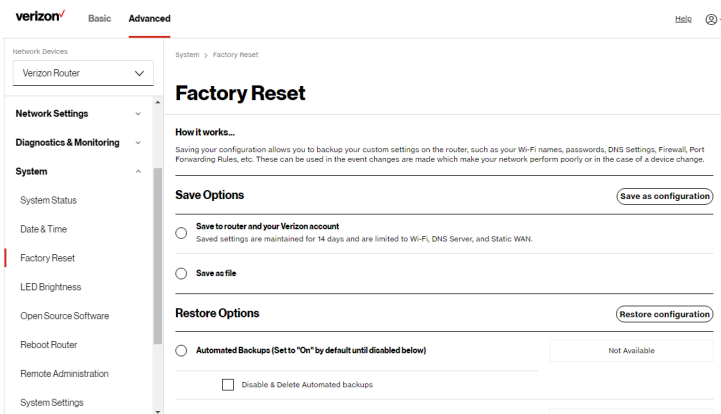 verizon
Basic
Advanced
Help
Network Devices
Verizon Router
Network Settings
Diagnostics & Monitoring
System
System Status
Date & Time
Factory Reset
LED Brightness
Open Source Software
Reboot Router
Remote Administration
System Settings
System > Factory Reset
Factory Reset
How it works...
Saving your configuration allows you to backup your custom settings on the router, such as your Wi-Fi names, passwords, DNS Settings, Firewall, Port
Forwarding Rules, etc. These can be used in the event changes are made which make your network perform poorly or in the case of a device change.
Save Options
Save as configuration
Save to router and your Verizon account
Saved settings are maintained for 14 days and are limited to Wi-Fi, DNS Server, and Static WAN.
Save as file
Restore Options
Restore configuration
Automated Backups (Set to "On" by default until disabled below)
Not Available
Disable & Delete Automated backups